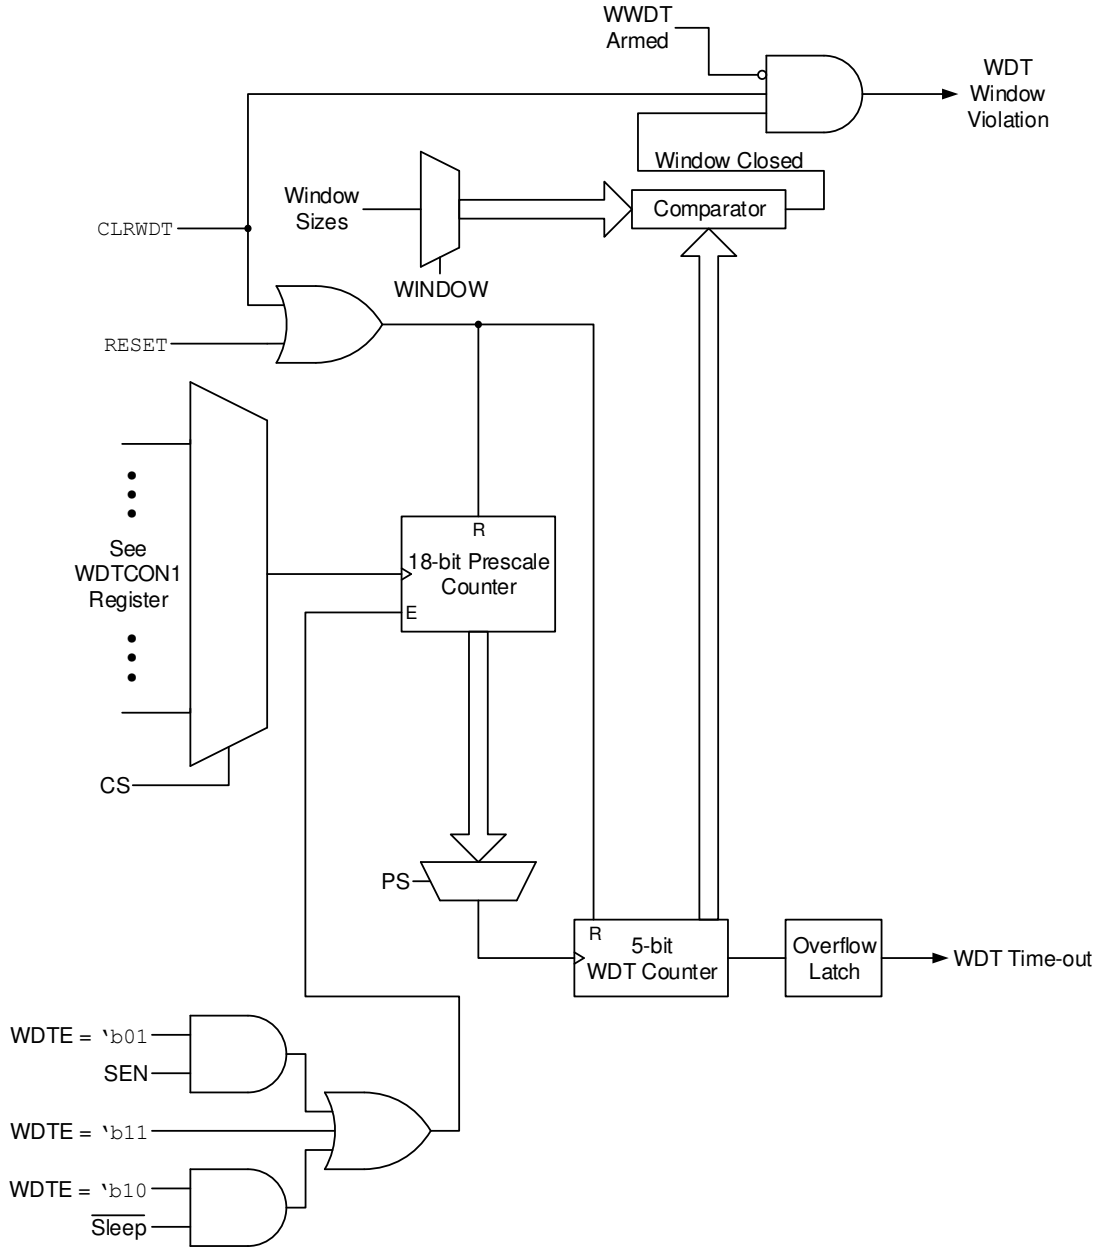 WWDT
Armed
WDT
Window
Violation
Window Closed
Window
Sizes
Comparator
CLRWDT
WINDOW
RESET
R
18-bit Prescale
Counter
E
See
WDTCON1
Register
CS
PS
R
5-bit
WDT Counter
Overflow
Latch
WDT Time-out
WDTE = ‘b01
SEN
WDTE = ‘b11
WDTE = ‘b10
Sleep